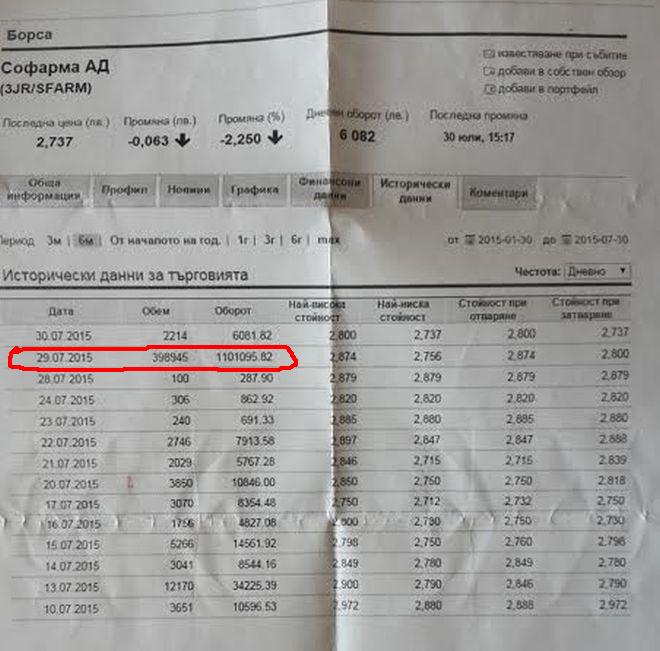 Борса
Софарма АД
(3JR/SFARM)
известяване при събитие
добави в собствен обзор
добави в портфейл
Последна цена (лв.) Промяна (лв.) Промяна (%) Дневен оборот (лв.) Последна промяна
2,737 -0,063 -2,250 6 082 30 юли, 15:17
Обща информация Профил Новини Графика Финансови данни Исторически данни Коментари
Период 3м | 6м | От началото на год. | 1г | 3г | 6г | max от 2015-01-30 до 2015-07-30
Исторически данни за търговията Честота: Дневно
Дата Обем Оборот Най-висока стойност Най-ниска стойност Стойност при отваряне Стойност при затваряне
30.07.2015 2214 6081.82 2,800 2,737 2,800 2,737
29.07.2015 398945 1101095.82 2,874 2,756 2,874 2,800
28.07.2015 100 287.90 2,879 2,879 2,879 2,879
24.07.2015 306 862.92 2,820 2,820 2,820 2,820
23.07.2015 240 691.33 2,885 2,880 2,885 2,880
22.07.2015 2746 7913.58 2,897 2,847 2,847 2,888
21.07.2015 2029 5767.28 2,846 2,715 2,715 2,839
20.07.2015 3850 10846.00 2,850 2,750 2,750 2,818
17.07.2015 3070 8354.48 2,750 2,712 2,732 2,750
16.07.2015 1756 4827.08 2,800 2,730 2,750 2,730
15.07.2015 5266 14561.92 2,798 2,750 2,760 2,798
14.07.2015 3041 8544.16 2,849 2,780 2,849 2,780
13.07.2015 12170 34225.39 2,900 2,790 2,846 2,790
10.07.2015 3651 10596.53 2,972 2,880 2,888 2,972